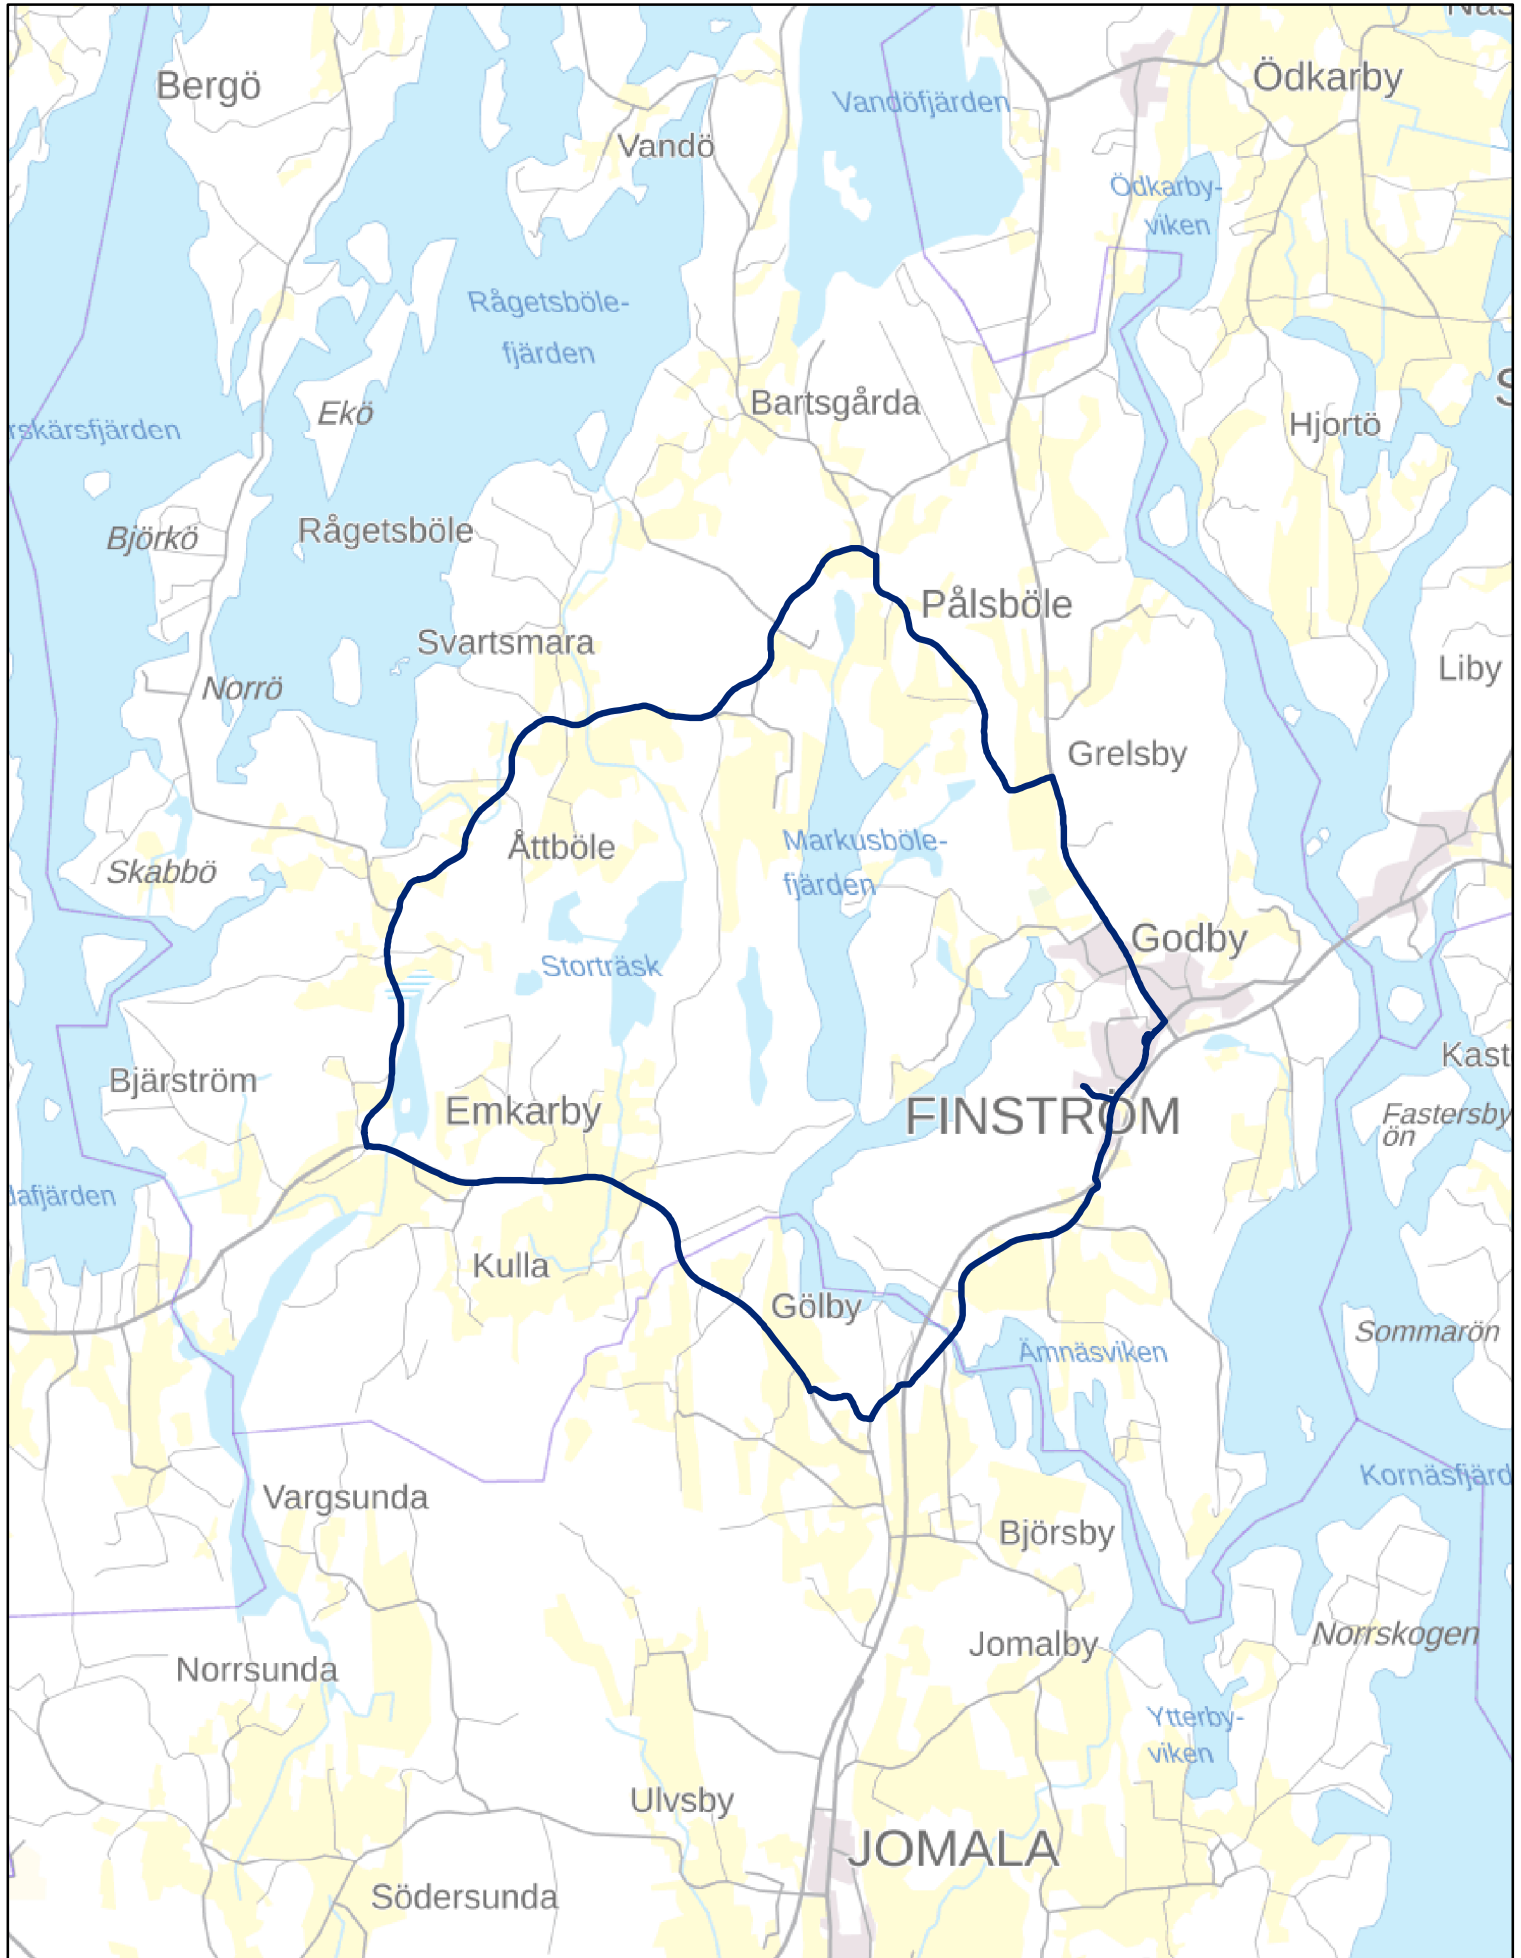 Bergö
Ödkarby
Vandöfjärden
Vandö
Ödkarby-
viken
Rågetsböle-
fjärden
Bartsgårda
Ekö
Hjortö
rskärsfjärden
Björkö
Rågetsböle
Pålsböle
Svartsmara
Liby
Norrö
Grelsby
Markusböle-
fjärden
Åttböle
Skabbö
Godby
Storträsk
Kast
Bjärström
Emkarby
FINSTRÖM
Fastersby
ön
lafjärden
Kulla
Gölby
Sommarön
Ämnäsviken
Kornäsfjärd
Vargsunda
Björsby
Norrskogen
Jomalby
Norrsunda
Ytterby-
viken
Ulvsby
JOMALA
Södersunda